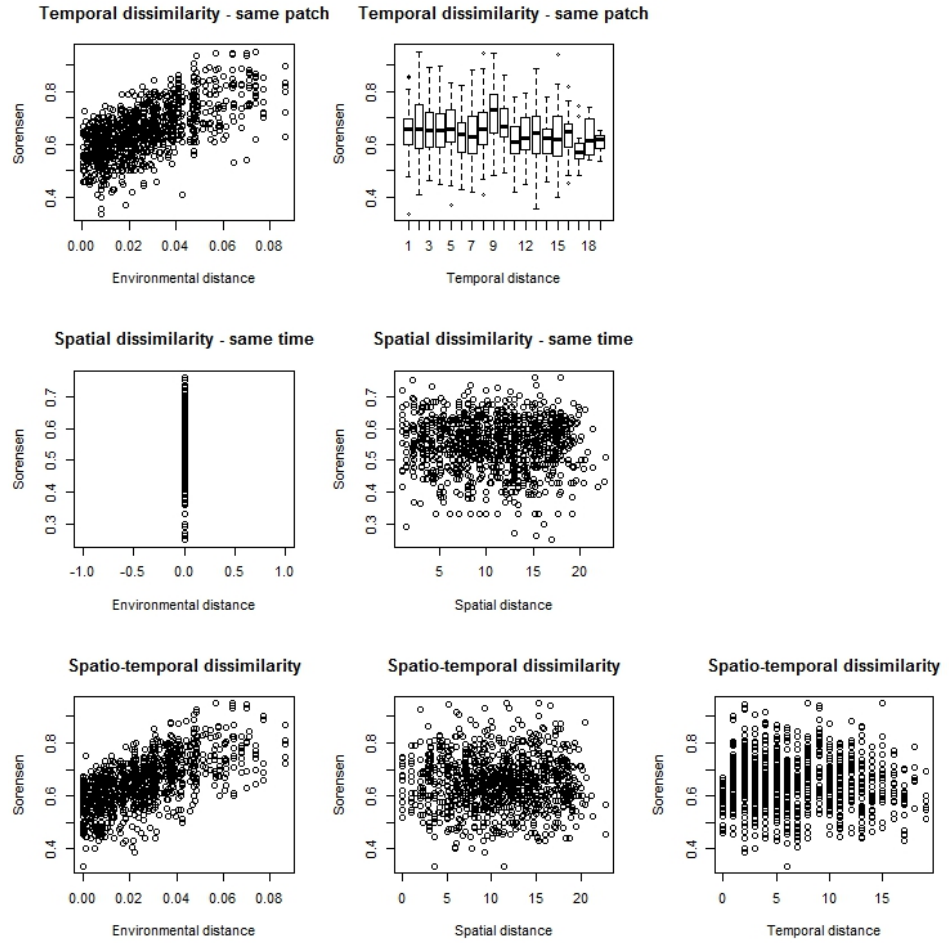 Temporal dissimilarity - same patch
Sorensen
0.4 0.6 0.8
0.00 0.02 0.04 0.06 0.08
Environmental distance
Temporal dissimilarity - same patch
Sorensen
0.4 0.6 0.8
1 3 5 7 9 12 15 18
Temporal distance
Spatial dissimilarity - same time
Sorensen
0.3 0.4 0.5 0.6 0.7
-1.0 -0.5 0.0 0.5 1.0
Environmental distance
Spatial dissimilarity - same time
Sorensen
0.3 0.4 0.5 0.6 0.7
5 10 15 20
Spatial distance
Spatio-temporal dissimilarity
Sorensen
0.4 0.6 0.8
0.00 0.02 0.04 0.06 0.08
Environmental distance
Spatio-temporal dissimilarity
Sorensen
0.4 0.6 0.8
0 5 10 15 20
Spatial distance
Spatio-temporal dissimilarity
Sorensen
0.4 0.6 0.8
0 5 10 15
Temporal distance